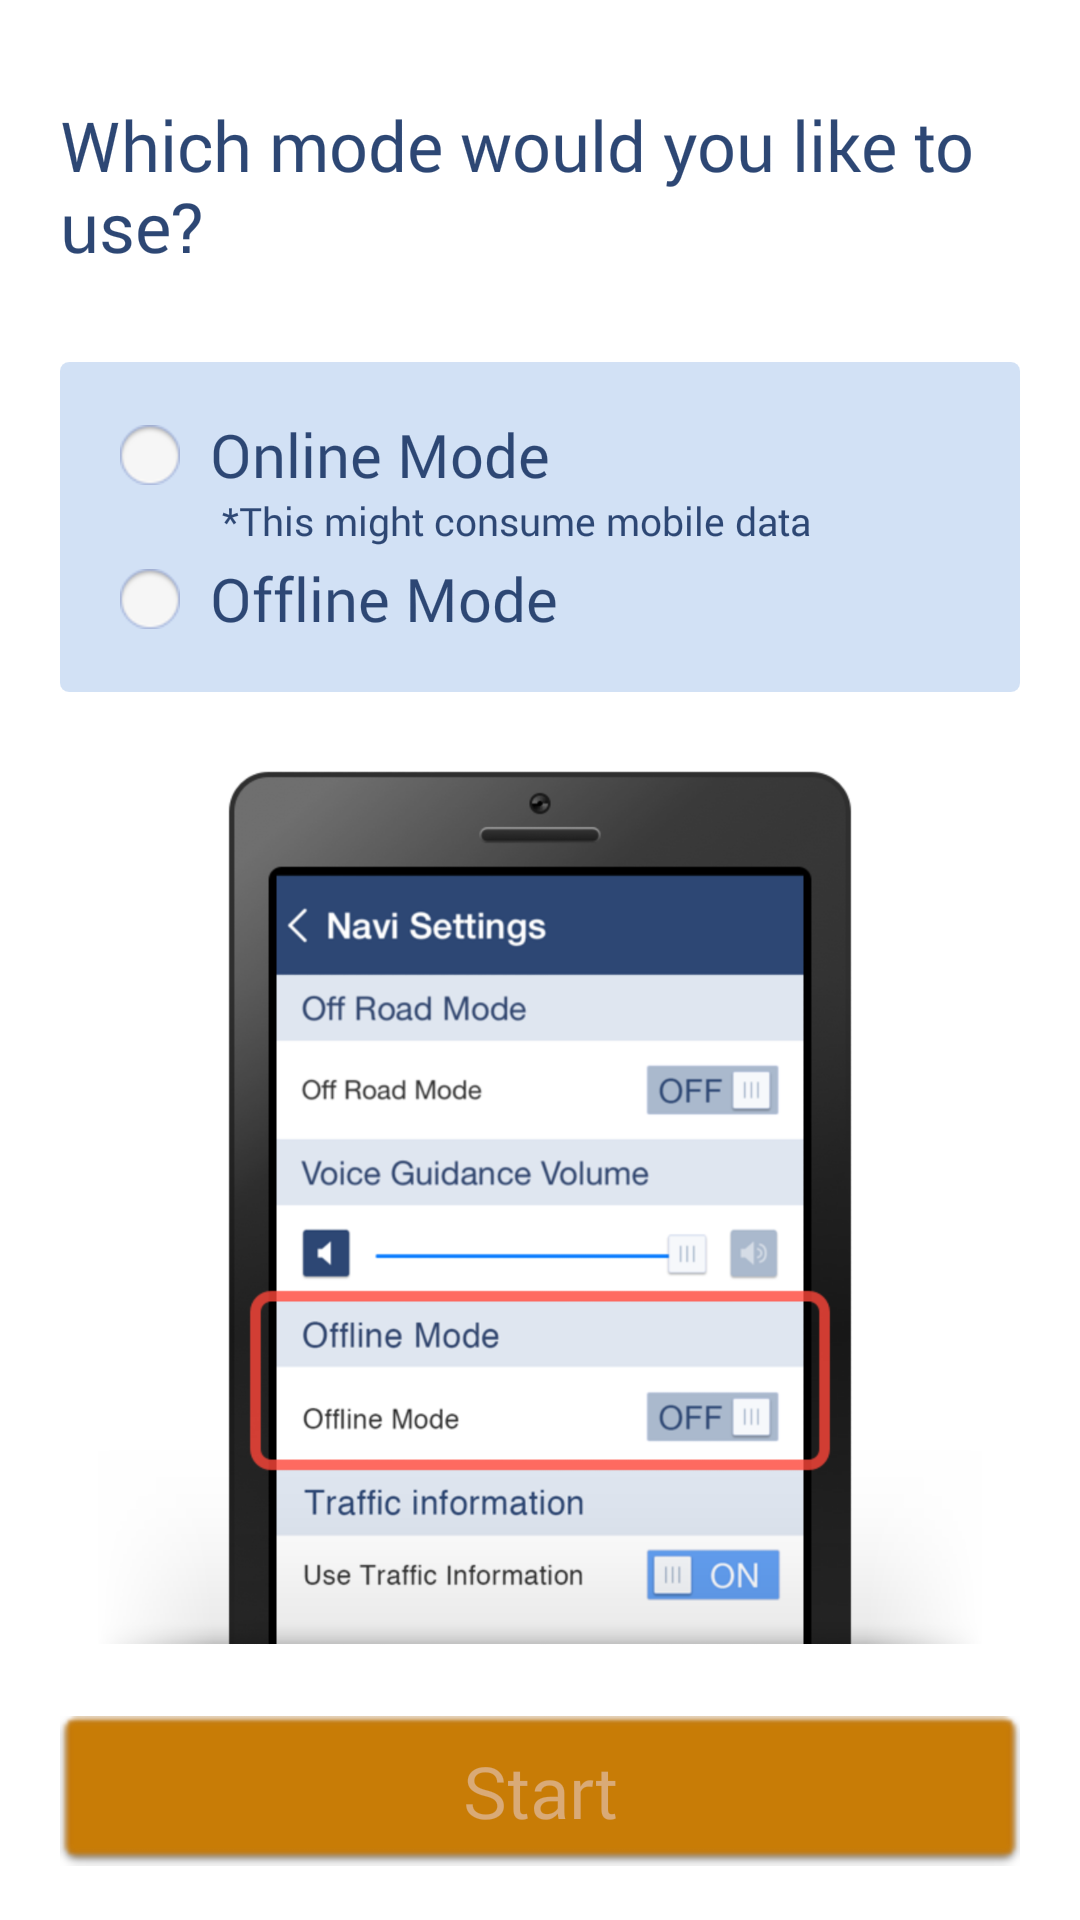 Which mode would you like to
use?
Online Mode
*This might consume mobile data
Offline Mode
Navi Settings
Off Road Mode
Off Road Mode OFF
Voice Guidance Volume
Offline Mode
Offline Mode OFF
Traffic information
Use Traffic Information ON
Start